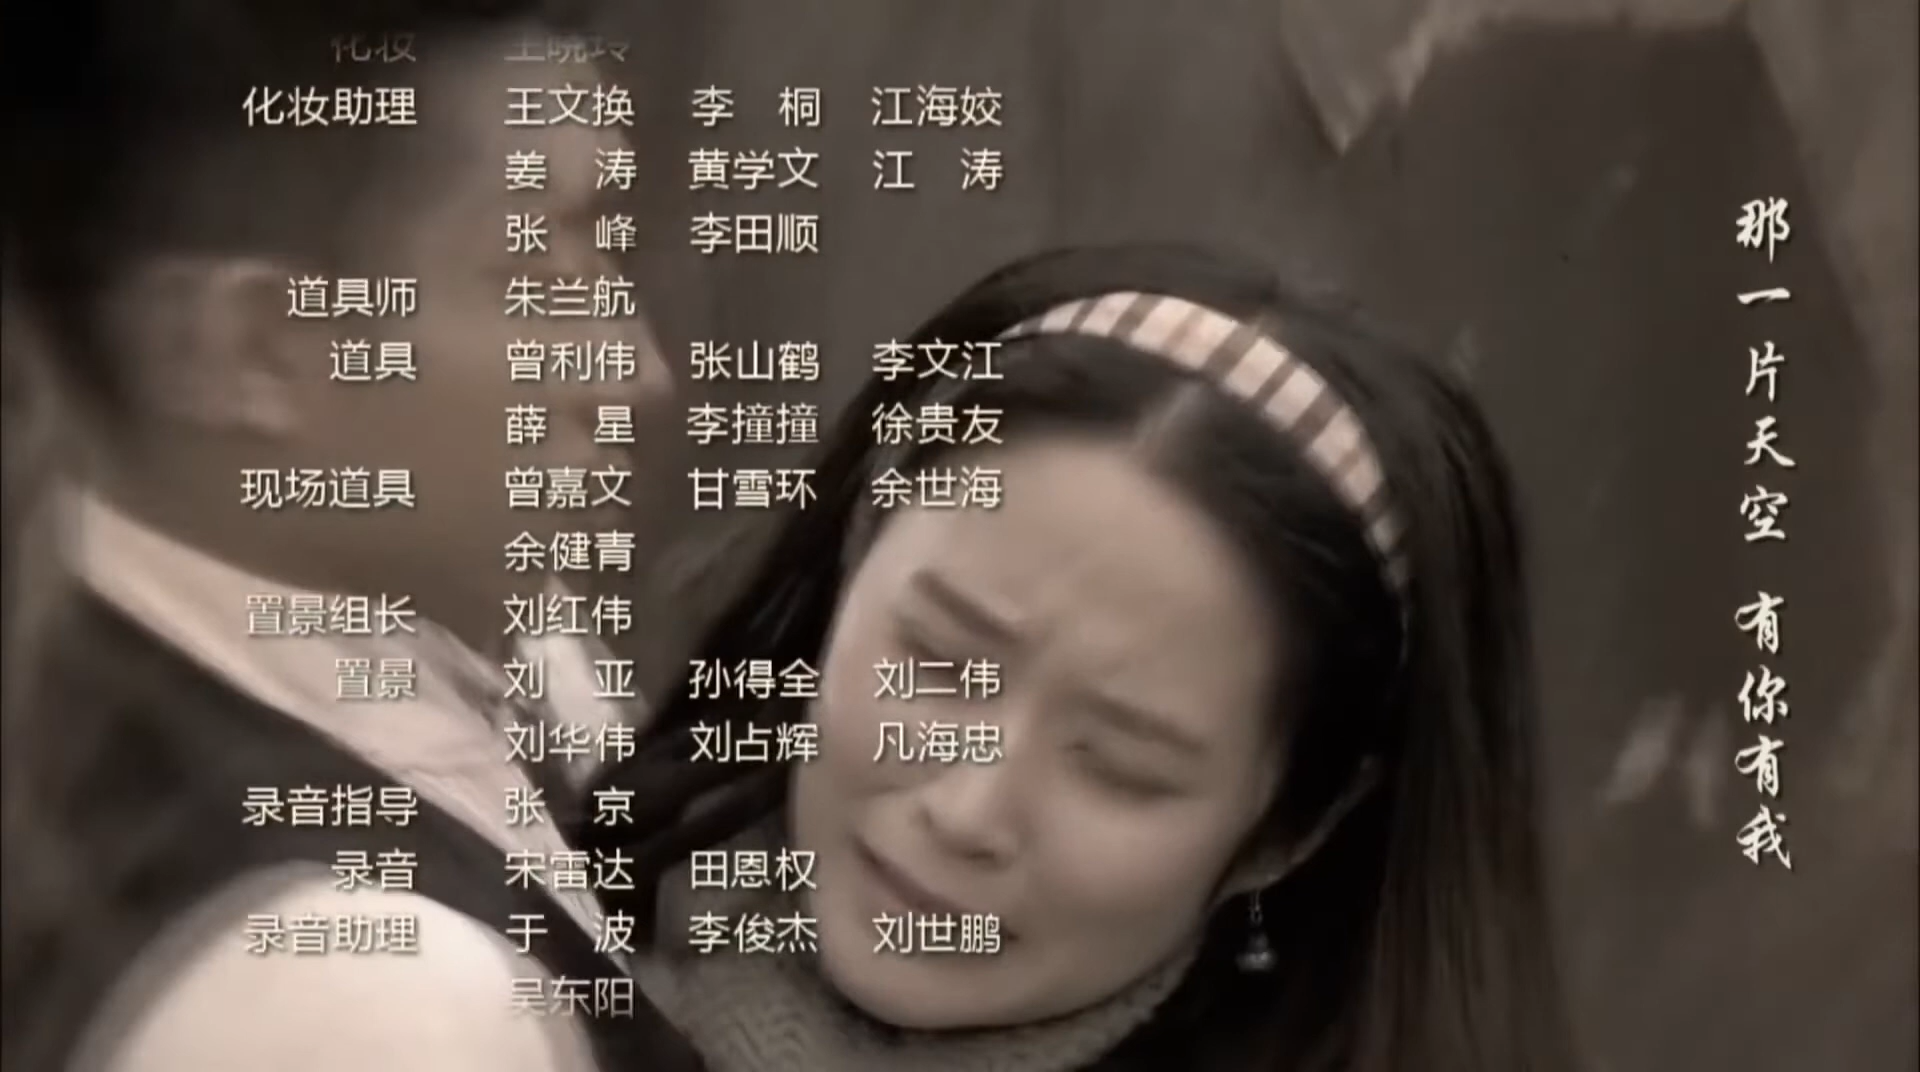 化妆 王晓玲
化妆助理 王文换 李 桐 江海姣
姜 涛 黄学文 江 涛
张 峰 李田顺
道具师 朱兰航
道具 曾利伟 张山鹤 李文江
薛 星 李撞撞 徐贵友
现场道具 曾嘉文 甘雪环 余世海
余健青
置景组长 刘红伟
置景 刘 亚 孙得全 刘二伟
刘华伟 刘占辉 凡海忠
录音指导 张 京
录音 宋雷达 田恩权
录音助理 于 波 李俊杰 刘世鹏
吴东阳
那一片天空 有你有我